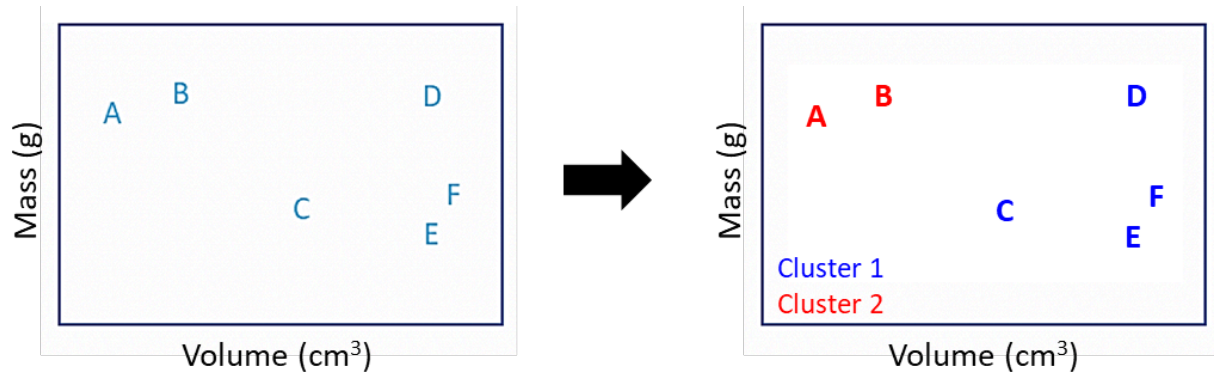 B
D
A
Mass (g)
F
C
E
Volume (cm³)
B
D
A
Mass (g)
F
C
E
Cluster 1
Cluster 2
Volume (cm³)